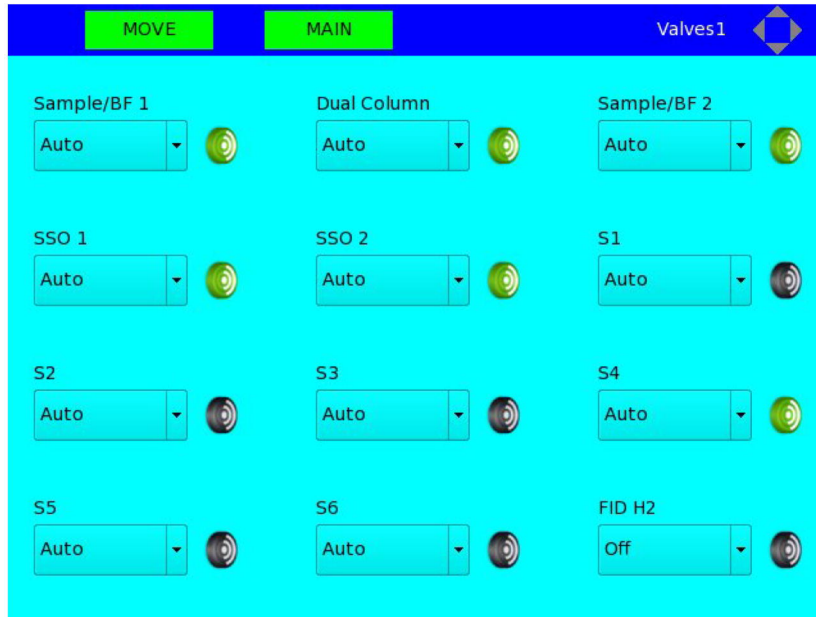 MOVE MAIN Valves1
Sample/BF 1 Dual Column Sample/BF 2
Auto Auto Auto
SSO 1 SSO 2 S1
Auto Auto Auto
S2 S3 S4
Auto Auto Auto
S5 S6 FID H2
Auto Auto Off